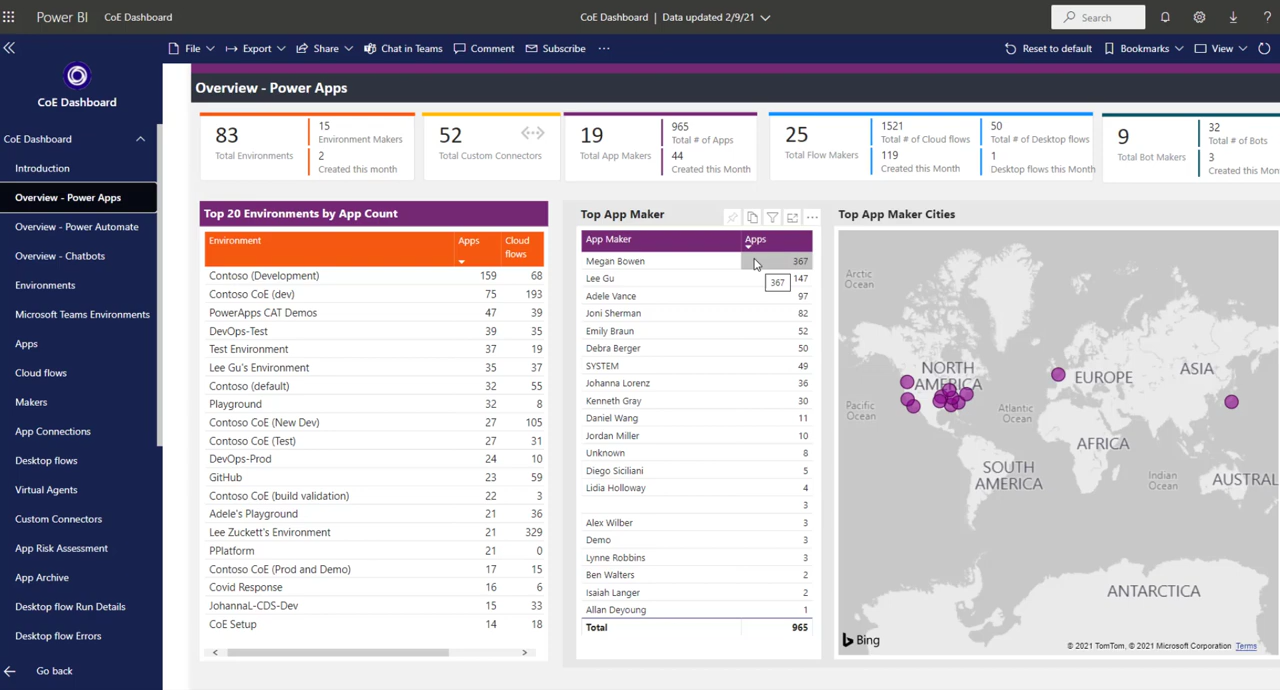 Power BI CoE Dashboard CoE Dashboard | Data updated 2/9/21 Search ?
File Export Share Chat in Teams Comment Subscribe ... Reset to default Bookmarks View
CoE Dashboard
CoE Dashboard
Introduction
Overview - Power Apps
Overview - Power Automate
Overview - Chatbots
Environments
Microsoft Teams Environments
Apps
Cloud flows
Makers
App Connections
Desktop flows
Virtual Agents
Custom Connectors
App Risk Assessment
App Archive
Desktop flow Run Details
Desktop flow Errors
Go back
Overview - Power Apps
83
Total Environments
15
Environment Makers
2
Created this month
52
Total Custom Connectors
19
Total App Makers
965
Total # of Apps
44
Created this Month
25
Total Flow Makers
1521
Total # of Cloud flows
119
Created this Month
50
Total # of Desktop flows
1
Desktop flows this Month
9
Total Bot Makers
32
Total # of Bots
3
Created this Mon
Top 20 Environments by App Count
Environment Apps Cloud
flows
Contoso (Development) 159 68
Contoso CoE (dev) 75 193
PowerApps CAT Demos 47 39
DevOps-Test 39 35
Test Environment 37 19
Lee Gu's Environment 35 37
Contoso (default) 32 55
Playground 32 8
Contoso CoE (New Dev) 27 105
Contoso CoE (Test) 27 31
DevOps-Prod 24 10
GitHub 23 59
Contoso CoE (build validation) 22 3
Adele's Playground 21 36
Lee Zuckett's Environment 21 329
PPlatform 21 0
Contoso CoE (Prod and Demo) 17 15
Covid Response 16 6
JohannaL-CDS-Dev 15 33
CoE Setup 14 18
Top App Maker ...
App Maker Apps
Megan Bowen 367
Lee Gu 147
367
Adele Vance 97
Joni Sherman 82
Emily Braun 52
Debra Berger 50
SYSTEM 49
Johanna Lorenz 36
Kenneth Gray 30
Daniel Wang 11
Jordan Miller 10
Unknown 8
Diego Siciliani 5
Lidia Holloway 4
3
Alex Wilber 3
Demo 3
Lynne Robbins 3
Ben Walters 2
Isaiah Langer 2
Allan Deyoung 1
Total 965
Top App Maker Cities
Arctic
Ocean
NORTH
AMERICA
EUROPE
ASIA
Pacific
Ocean
Atlantic
Ocean
AFRICA
SOUTH
AMERICA
Indian
Ocean
AUSTRAL
ANTARCTICA
Bing
© 2021 TomTom, © 2021 Microsoft Corporation Terms